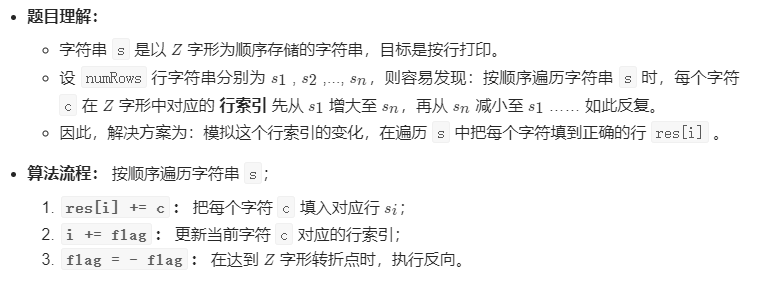 题目理解：
字符串 s 是以 Z 字形为顺序存储的字符串，目标是按行打印。
设 numRows 行字符串分别为 s1 , s2 ,..., sn，则容易发现：按顺序遍历字符串 s 时，每个字符
c 在 Z 字形中对应的 行索引 先从 s1 增大至 sn，再从 sn 减小至 s1 …… 如此反复。
因此，解决方案为：模拟这个行索引的变化，在遍历 s 中把每个字符填到正确的行 res[i] 。
算法流程： 按顺序遍历字符串 s；
1. res[i] += c： 把每个字符 c 填入对应行 si；
2. i += flag： 更新当前字符 c 对应的行索引；
3. flag = - flag： 在达到 Z 字形转折点时，执行反向。